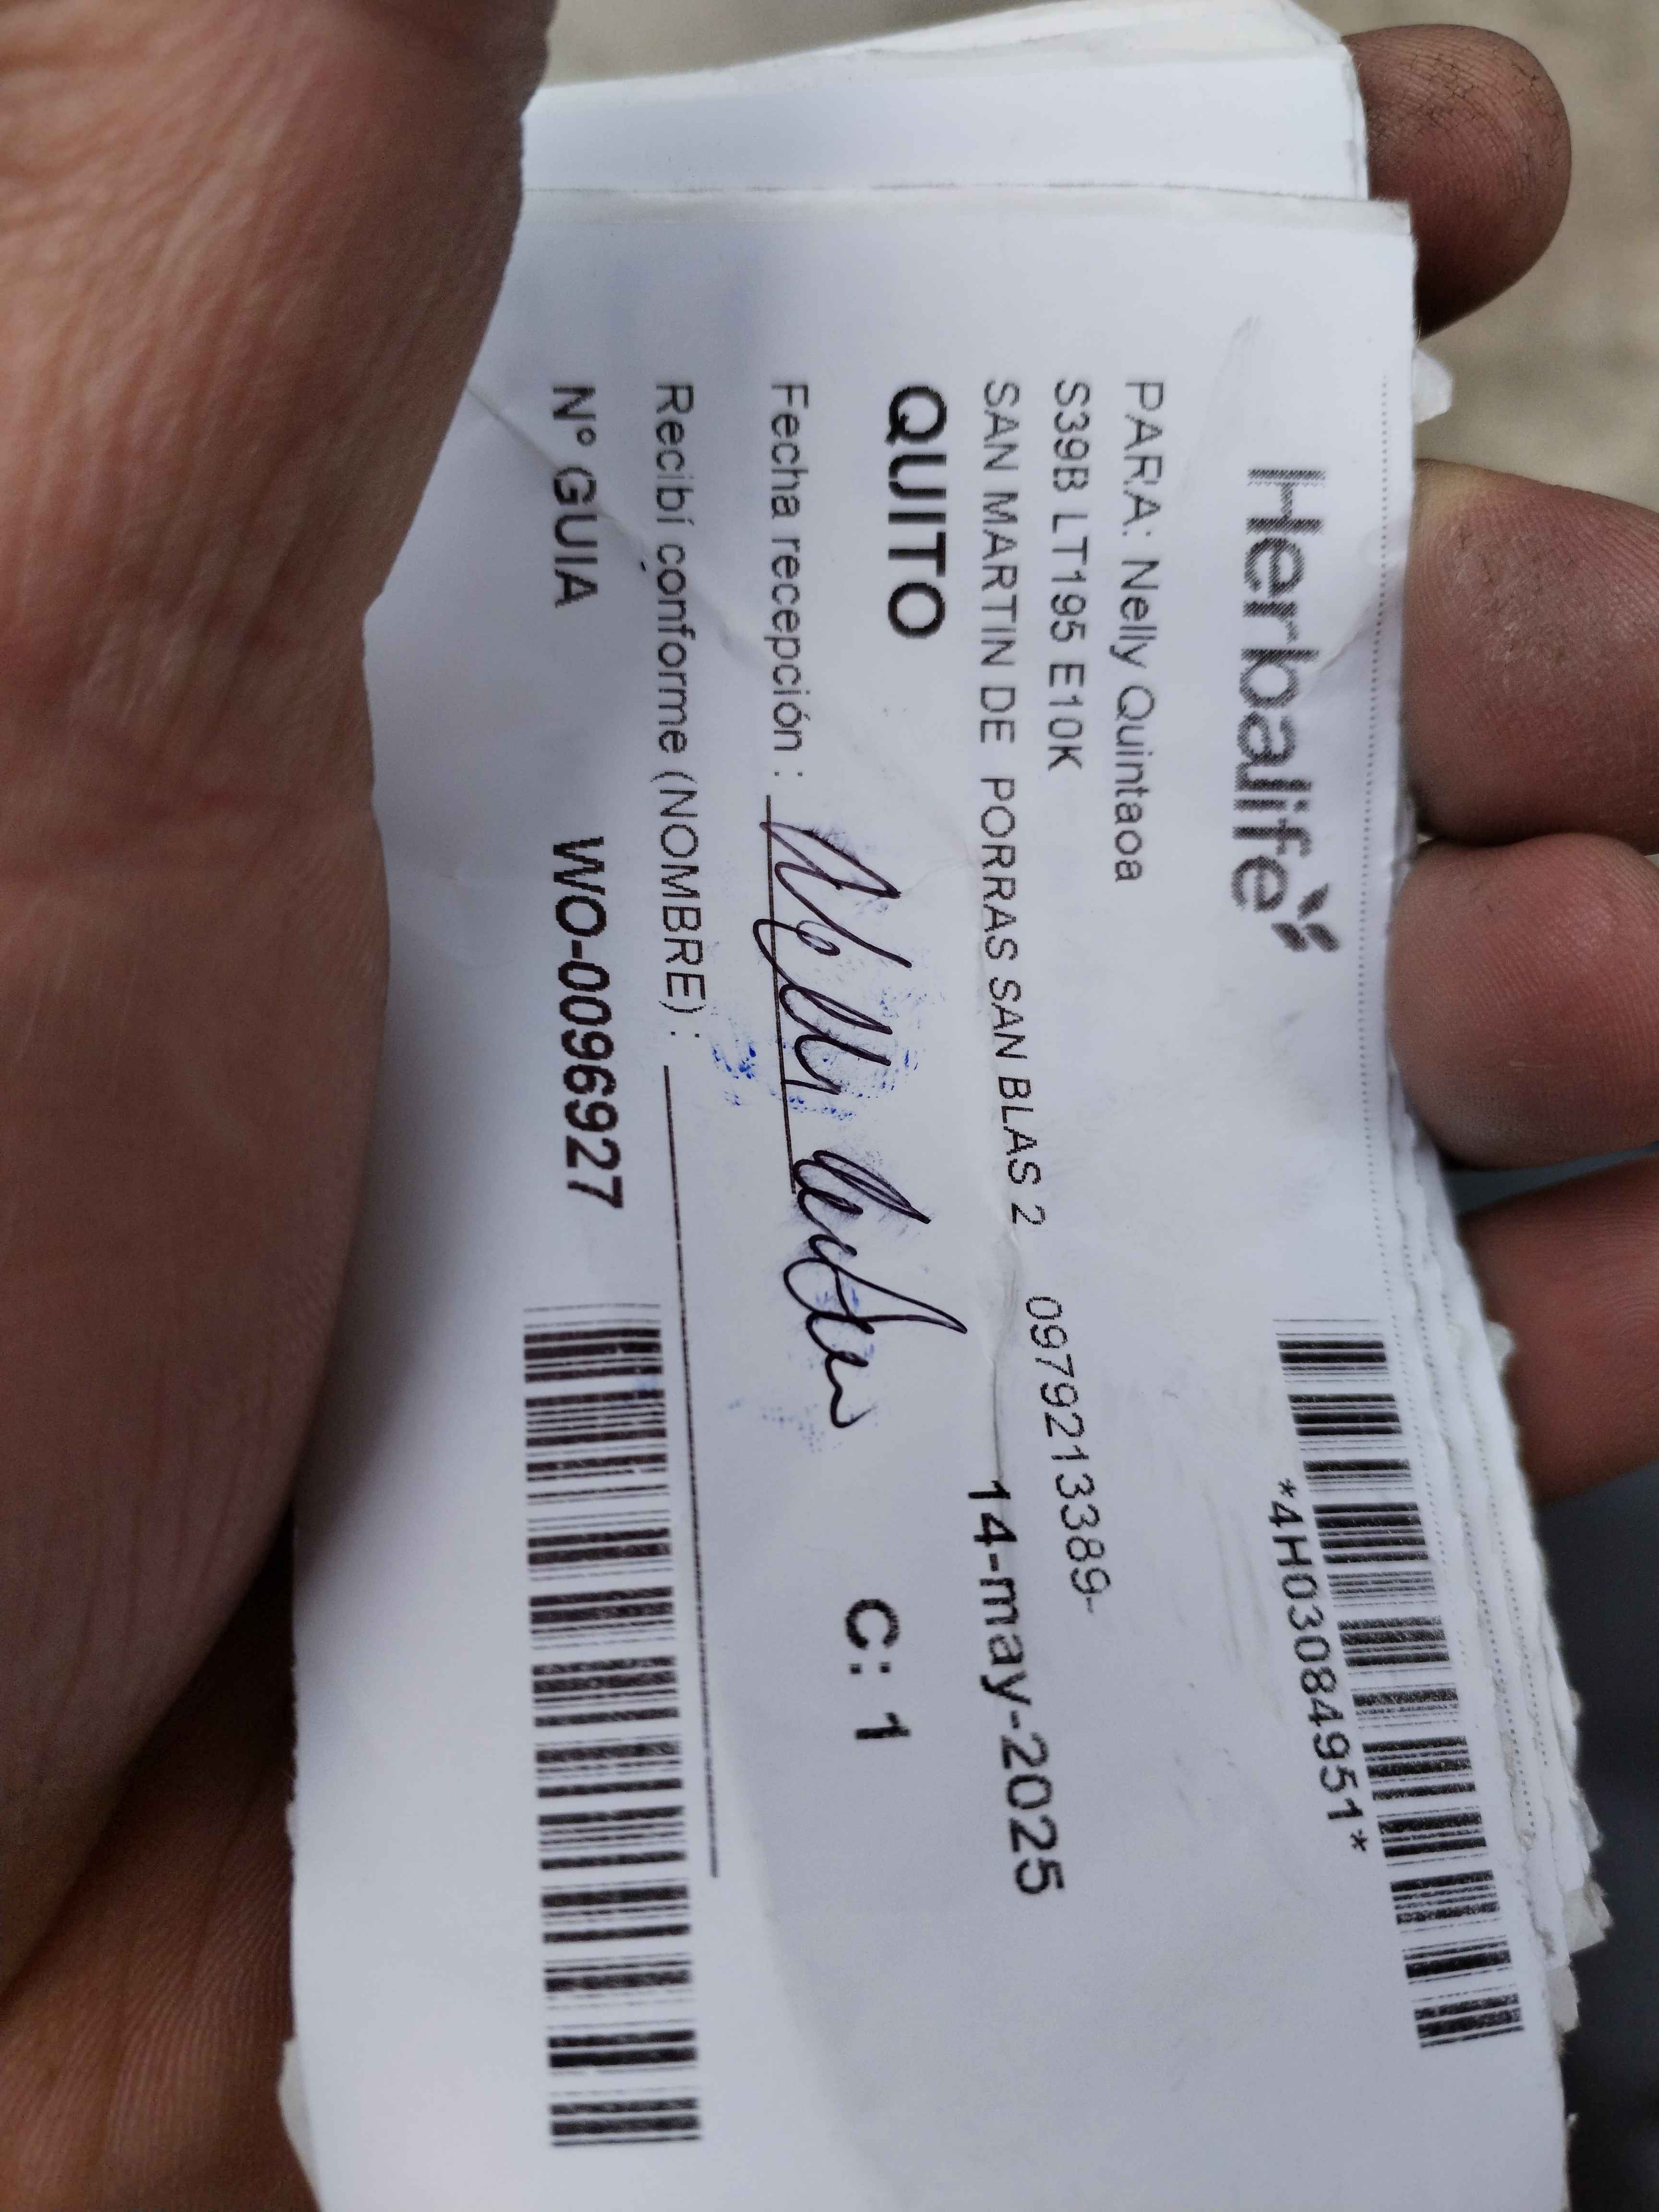 Herbalife
*4H03084951*
PARA: Nelly Quintaoa
S39B LT195 E10K
SAN MARTIN DE PORRAS SAN BLAS 2 0979213389-
QUITO 14-may-2025
C: 1
Fecha recepción :
Recibí conforme (NOMBRE) :
Nº GUIA WO-0096927